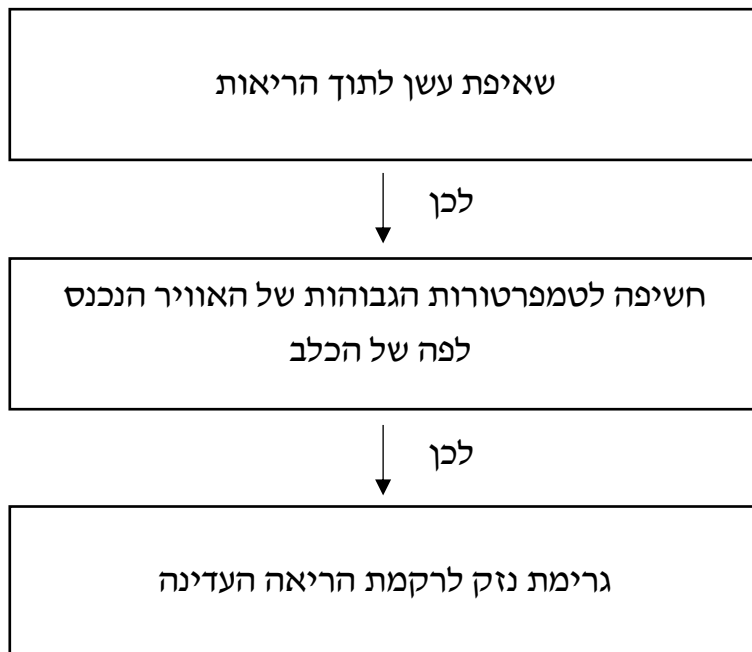 שאיפת עשן לתוך הריאות
לכן
חשיפה לטמפרטורות הגבוהות של האוויר הנכנס
לפה של הכלב
לכן
גרימת נזק לרקמת הריאה העדינה